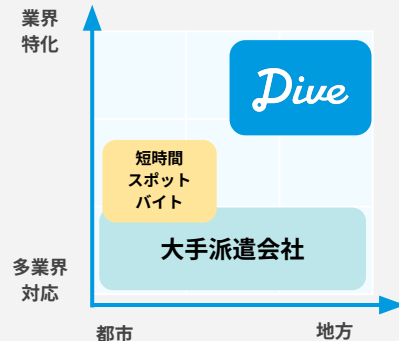 業界
特化
Dive
短時間
スポット
バイト
大手派遣会社
多業界
対応
都市
地方